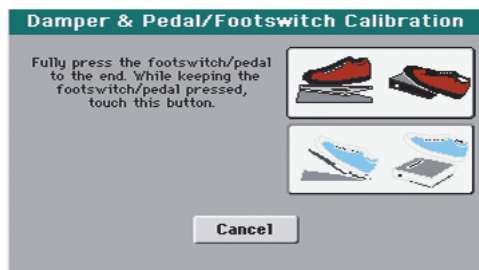 Damper & Pedal/Footswitch Calibration
Fully press the footswitch/pedal
to the end. While keeping the
footswitch/pedal pressed,
touch this button.
Cancel